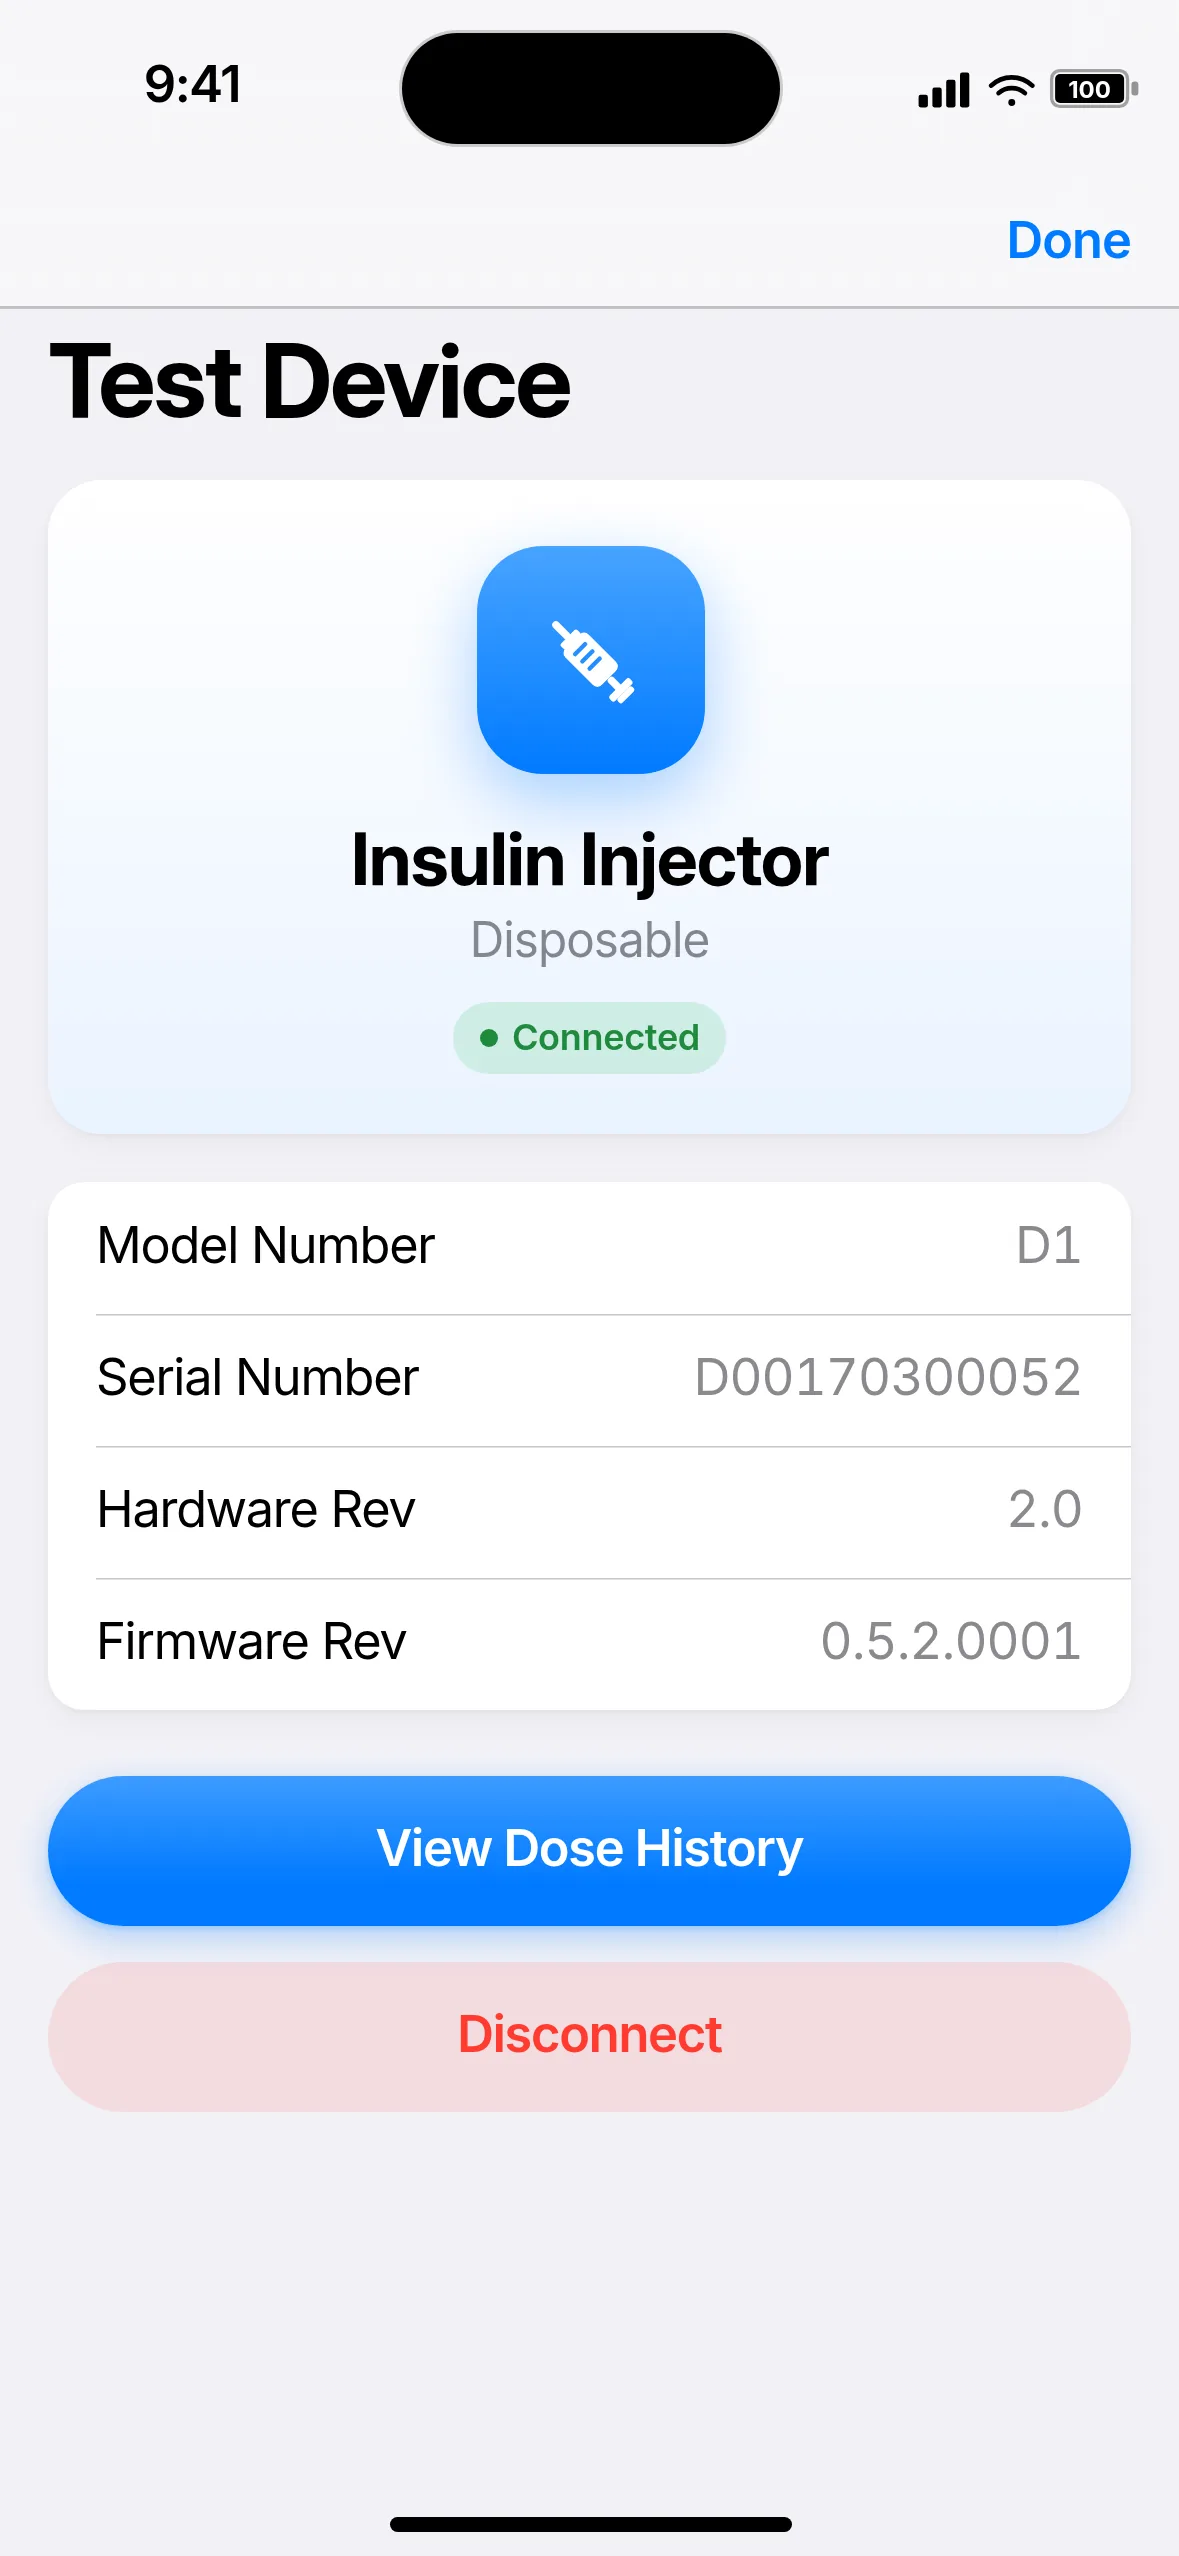 9:41
100
Done
Test Device
Insulin Injector
Disposable
Connected
Model Number D1
Serial Number D00170300052
Hardware Rev 2.0
Firmware Rev 0.5.2.0001
View Dose History
Disconnect